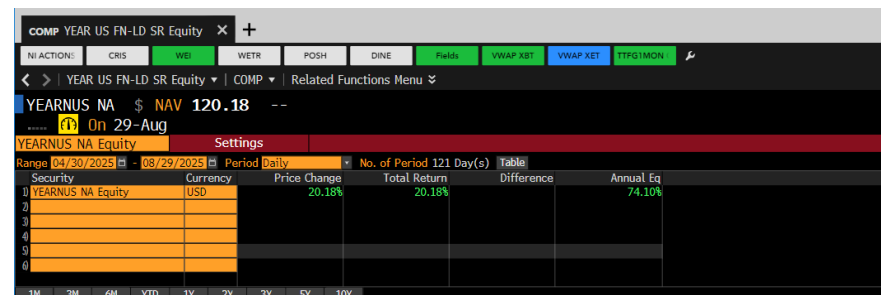 COMP YEAR US FN-LD SR Equity × +
NI ACTIONS CRIS WEI WETR POSH DINE Fields VWAP XBT VWAP XET TTFG1MON
< > | YEAR US FN-LD SR Equity ▾ | COMP ▾ | Related Functions Menu
YEARNUS NA $ NAV 120.18 --
On 29-Aug
YEARNUS NA Equity Settings
Range 04/30/2025 - 08/29/2025 Period Daily No. of Period 121 Day(s) Table
Security Currency Price Change Total Return Difference Annual Eq
1) YEARNUS NA Equity USD 20.18% 20.18% 74.10%
2)
3)
4)
5)
6)
1M 3M 6M YTD 1Y 2Y 3Y 5Y 10Y